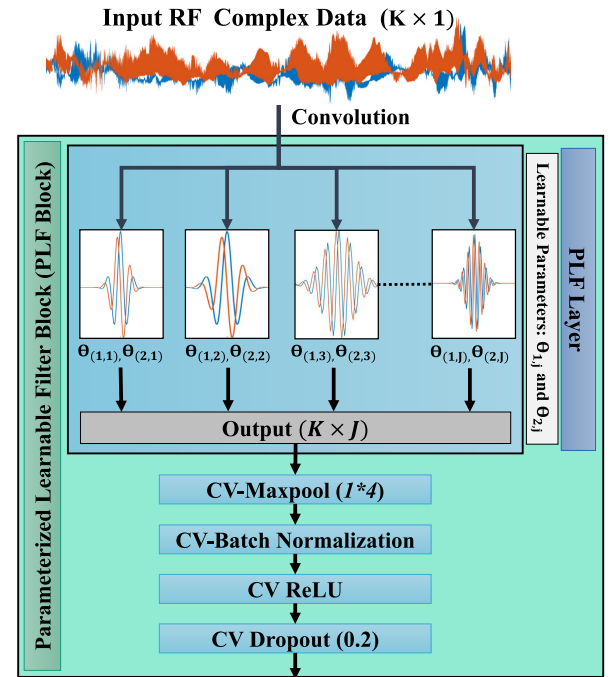 Input RF Complex Data (K × 1)
Convolution
Parameterized Learnable Filter Block (PLF Block)
Learnable Parameters: Θ1,j and Θ2,j
PLF Layer
Θ(1,1),Θ(2,1)
Θ(1,2),Θ(2,2)
Θ(1,3),Θ(2,3)
Θ(1,J),Θ(2,J)
Output (K × J)
CV-Maxpool (1*4)
CV-Batch Normalization
CV ReLU
CV Dropout (0.2)